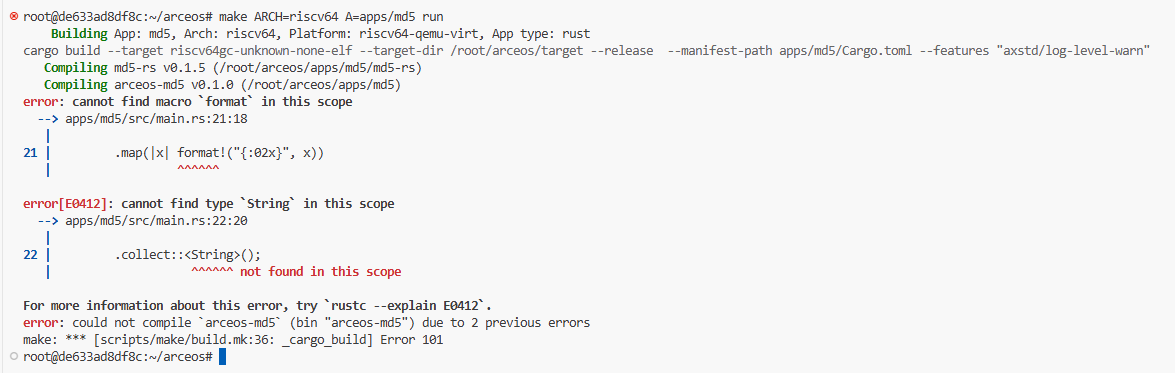 root@de633ad8df8c:~/arceos# make ARCH=riscv64 A=apps/md5 run
    Building App: md5, Arch: riscv64, Platform: riscv64-qemu-virt, App type: rust
cargo build --target riscv64gc-unknown-none-elf --target-dir /root/arceos/target --release  --manifest-path apps/md5/Cargo.toml --features "axstd/log-level-warn"
   Compiling md5-rs v0.1.5 (/root/arceos/apps/md5/md5-rs)
   Compiling arceos-md5 v0.1.0 (/root/arceos/apps/md5)
error: cannot find macro `format` in this scope
  --> apps/md5/src/main.rs:21:18
   |
21 |         .map(|x| format!("{:02x}", x))
   |                  ^^^^^^
error[E0412]: cannot find type `String` in this scope
  --> apps/md5/src/main.rs:22:20
   |
22 |         .collect::<String>();
   |                    ^^^^^^ not found in this scope
For more information about this error, try `rustc --explain E0412`.
error: could not compile `arceos-md5` (bin "arceos-md5") due to 2 previous errors
make: *** [scripts/make/build.mk:36: _cargo_build] Error 101
root@de633ad8df8c:~/arceos#